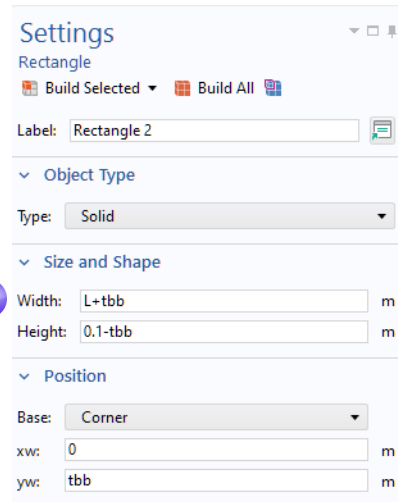 Settings
Rectangle
Build Selected Build All
Label: Rectangle 2
Object Type
Type: Solid
Size and Shape
Width: L+tbb m
Height: 0.1-tbb m
Position
Base: Corner
xw: 0 m
yw: tbb m